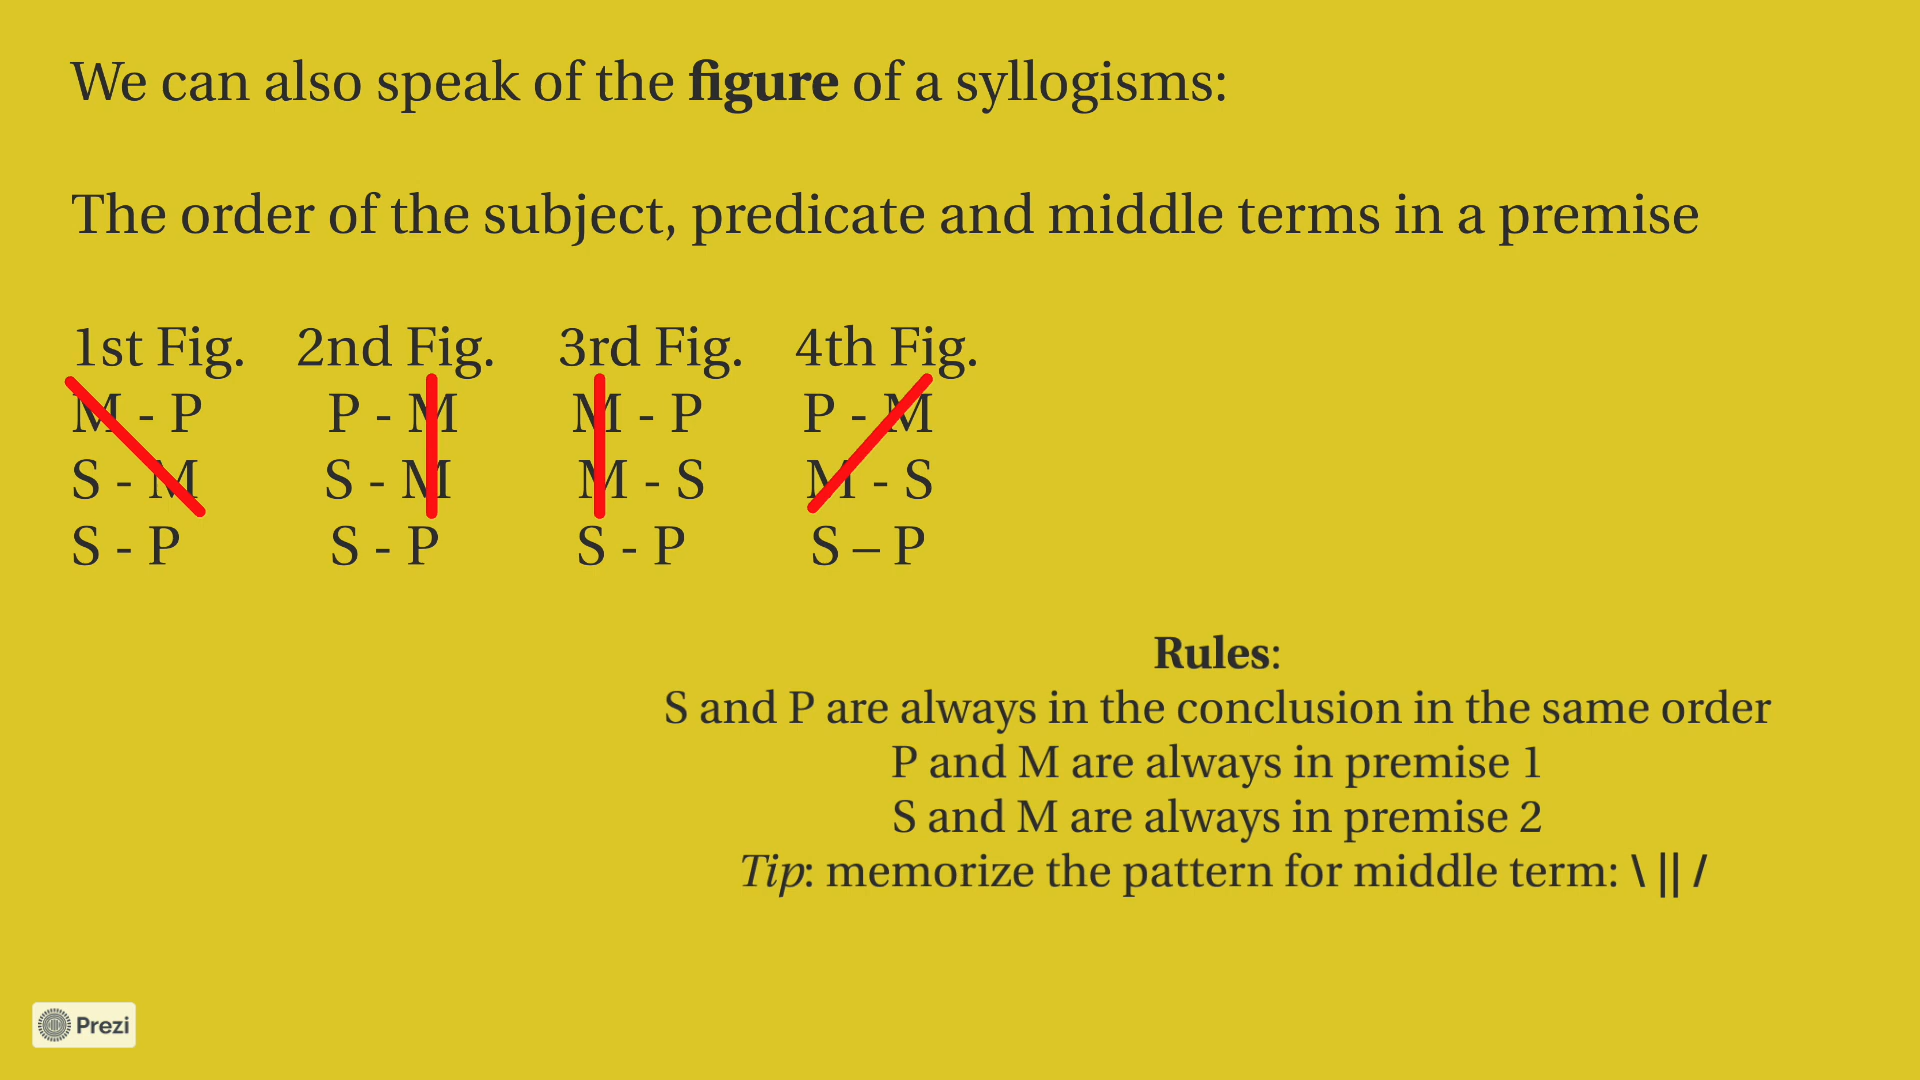 We can also speak of the figure of a syllogisms:
The order of the subject, predicate and middle terms in a premise
1st Fig. 2nd Fig. 3rd Fig. 4th Fig.
M - P P - M M - P P - M
S - M S - M M - S M - S
S - P S - P S - P S – P
Rules:
S and P are always in the conclusion in the same order
P and M are always in premise 1
S and M are always in premise 2
Tip: memorize the pattern for middle term: \ || /
Prezi